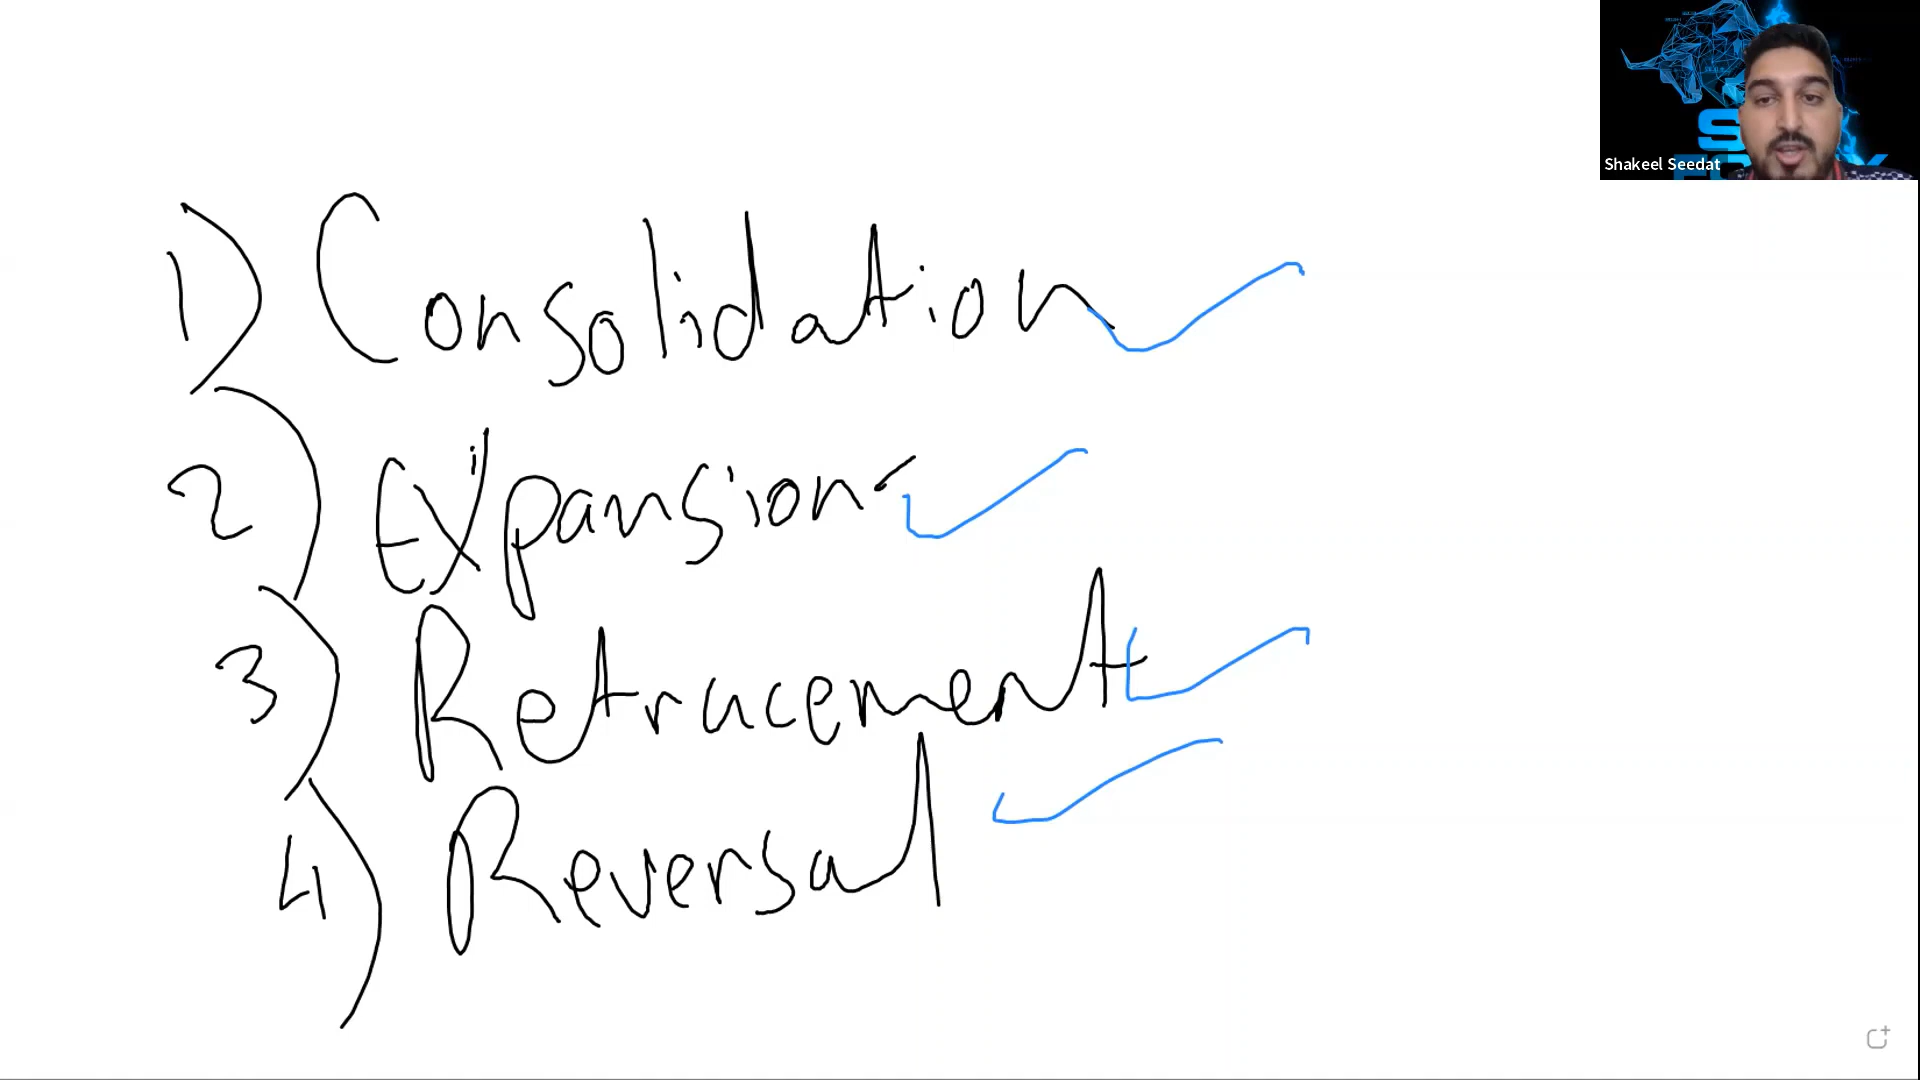 1) Consolidation
2) Expansion
3) Retracement
4) Reversal
Shakeel Seedat